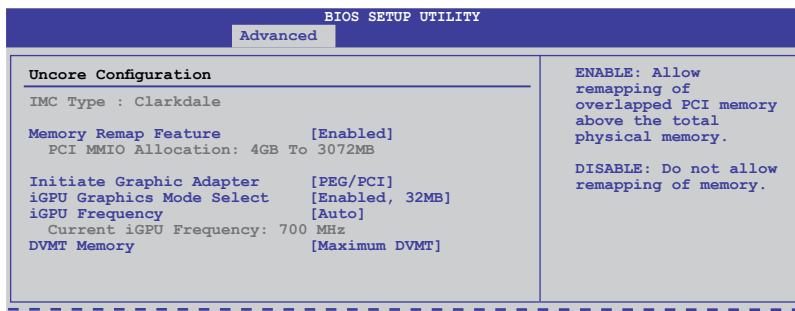 BIOS SETUP UTILITY
Advanced
Uncore Configuration
IMC Type : Clarkdale
Memory Remap Feature [Enabled]
PCI MMIO Allocation: 4GB To 3072MB
Initiate Graphic Adapter [PEG/PCI]
iGPU Graphics Mode Select [Enabled, 32MB]
iGPU Frequency [Auto]
Current iGPU Frequency: 700 MHz
DVMT Memory [Maximum DVMT]
ENABLE: Allow
remapping of
overlapped PCI memory
above the total
physical memory.
DISABLE: Do not allow
remapping of memory.